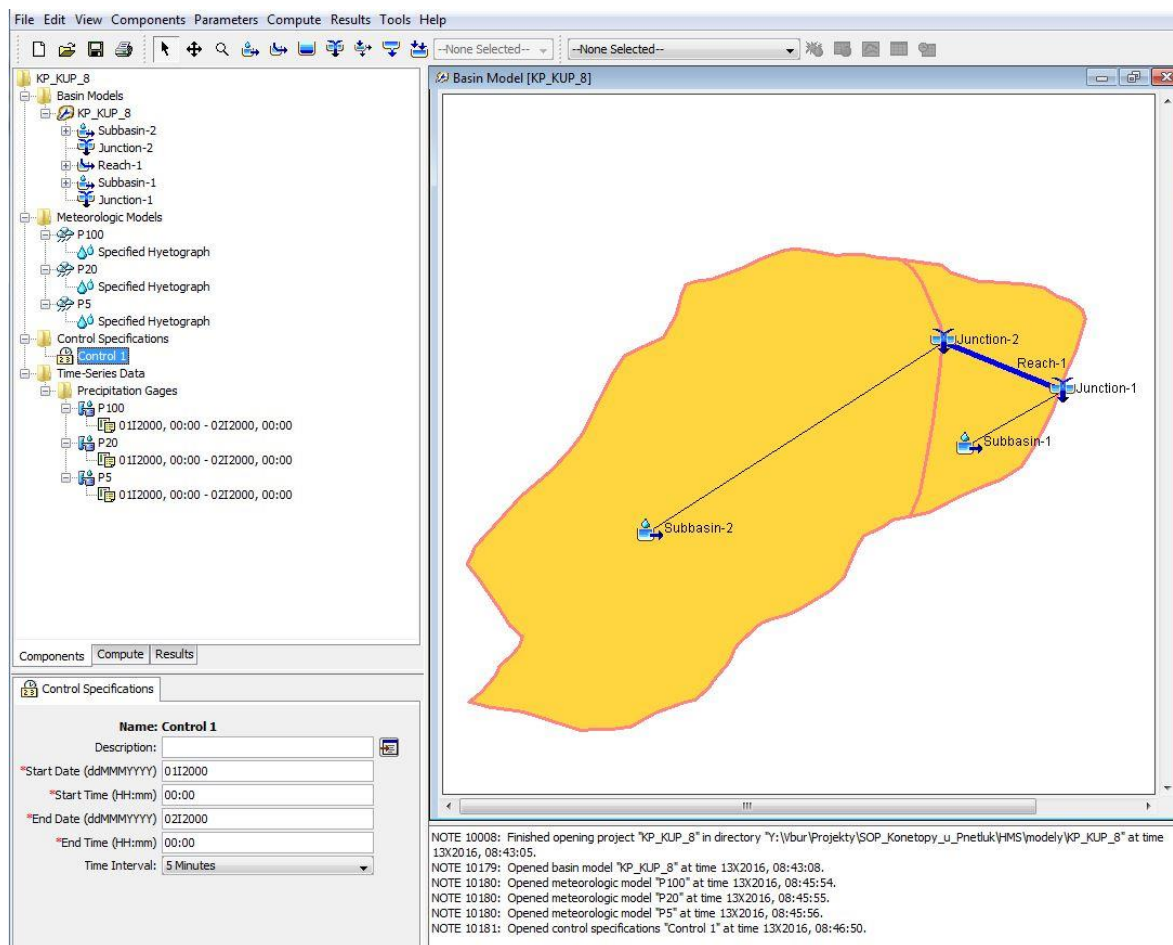 File Edit View Components Parameters Compute Results Tools Help
--None Selected-- --None Selected--
KP_KUP_8
Basin Models
KP_KUP_8
Subbasin-2
Junction-2
Reach-1
Subbasin-1
Junction-1
Meteorologic Models
P100
Specified Hyetograph
P20
Specified Hyetograph
P5
Specified Hyetograph
Control Specifications
Control 1
Time-Series Data
Precipitation Gages
P100
01I2000, 00:00 - 02I2000, 00:00
P20
01I2000, 00:00 - 02I2000, 00:00
P5
01I2000, 00:00 - 02I2000, 00:00
Components Compute Results
Control Specifications
Name: Control 1
Description:
*Start Date (ddMMMYYYY) 01I2000
*Start Time (HH:mm) 00:00
*End Date (ddMMMYYYY) 02I2000
*End Time (HH:mm) 00:00
Time Interval: 5 Minutes
Basin Model [KP_KUP_8]
Junction-2
Reach-1
Junction-1
Subbasin-1
Subbasin-2
NOTE 10008: Finished opening project "KP_KUP_8" in directory "Y:\Vbur\Projekty\SOP_Konetopy_u_Pnetluk\HMS\modely\KP_KUP_8" at time
13X2016, 08:43:05.
NOTE 10179: Opened basin model "KP_KUP_8" at time 13X2016, 08:43:08.
NOTE 10180: Opened meteorologic model "P100" at time 13X2016, 08:45:54.
NOTE 10180: Opened meteorologic model "P20" at time 13X2016, 08:45:55.
NOTE 10180: Opened meteorologic model "P5" at time 13X2016, 08:45:56.
NOTE 10181: Opened control specifications "Control 1" at time 13X2016, 08:46:50.